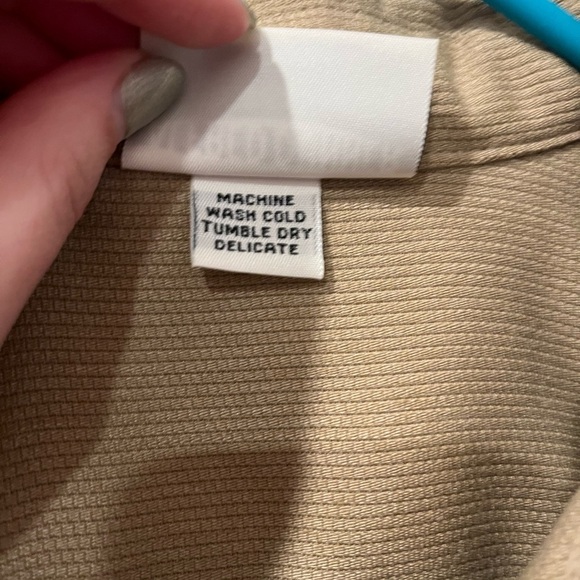 MACHINE
WASH COLD
TUMBLE DRY
DELICATE